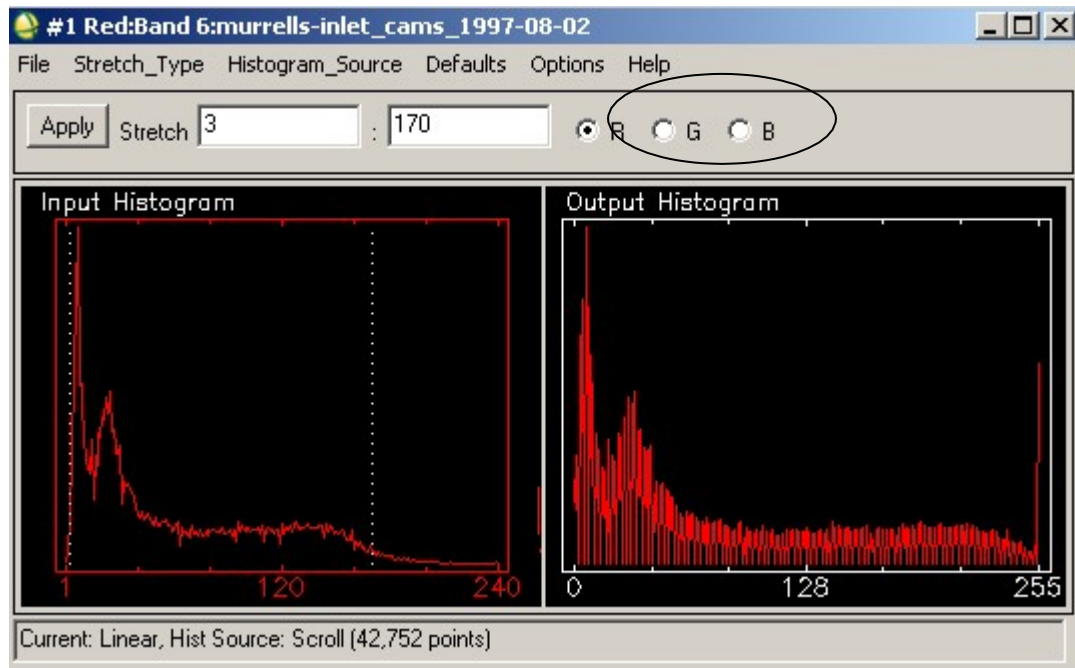 #1 Red:Band 6:murrells-inlet_cams_1997-08-02
File Stretch_Type Histogram_Source Defaults Options Help
Apply Stretch 3 : 170 R G B
Input Histogram
1 120 240
Output Histogram
0 128 255
Current: Linear, Hist Source: Scroll (42,752 points)